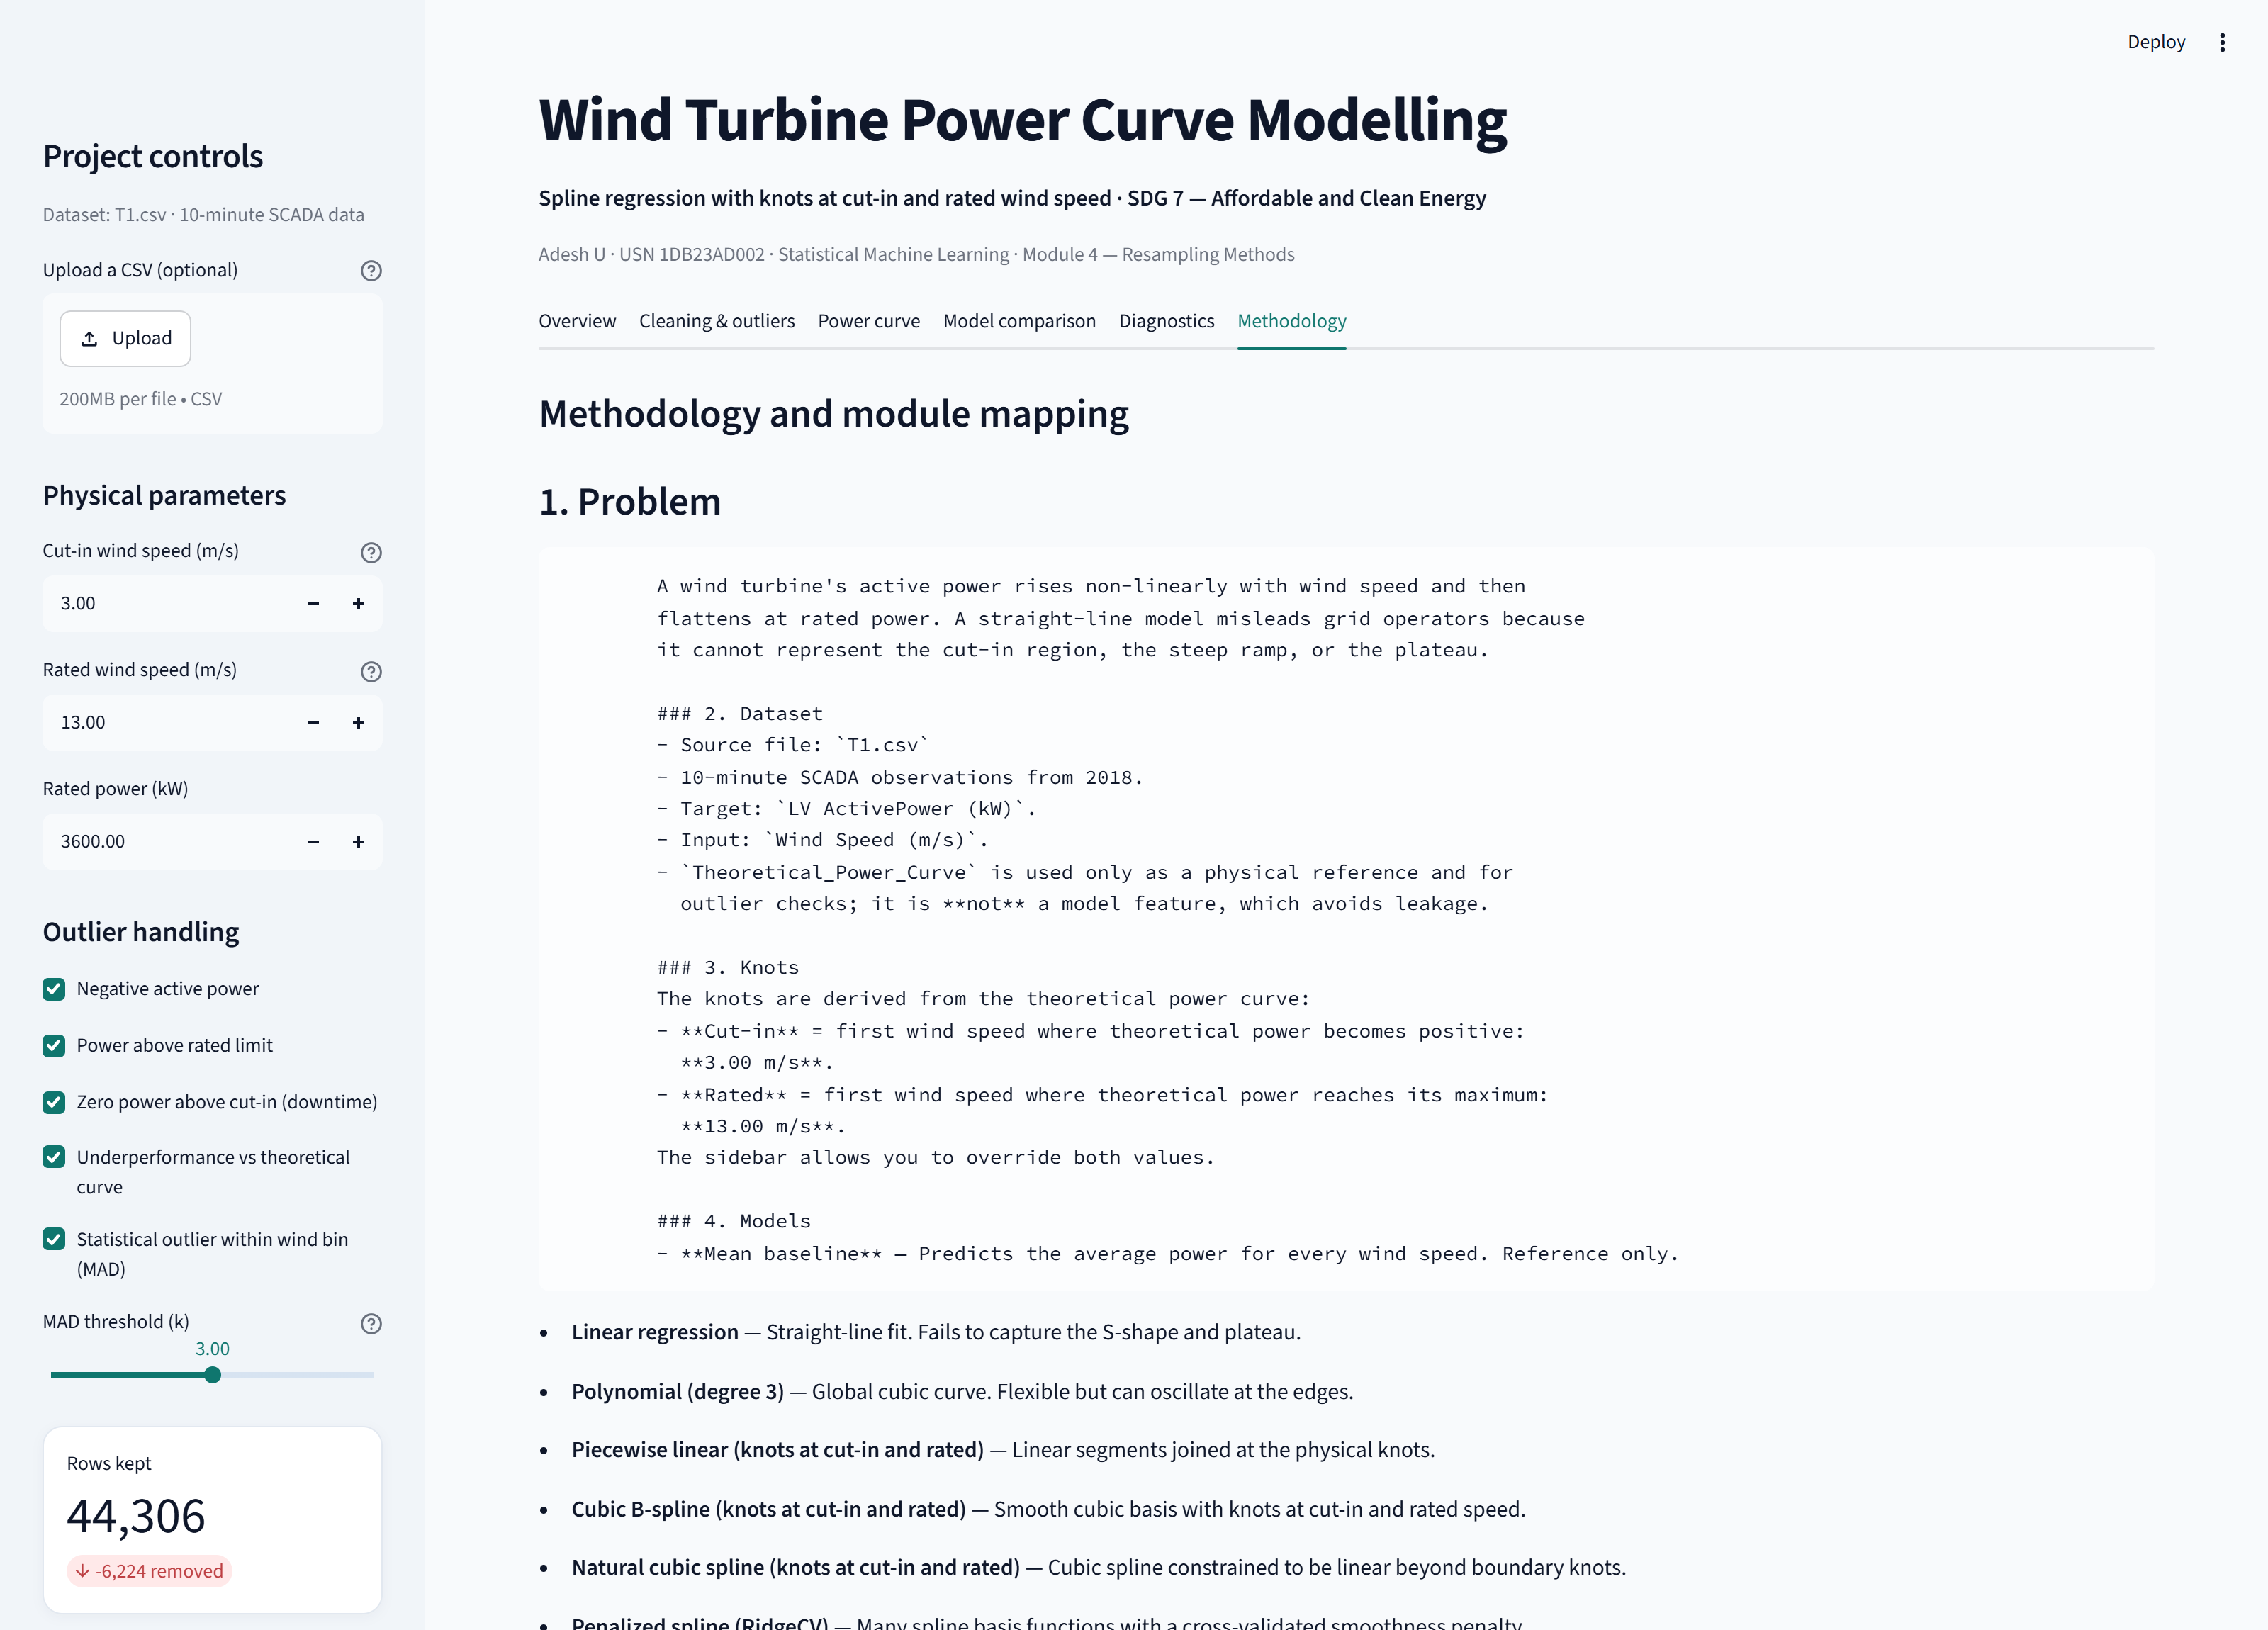 Deploy
Project controls
Dataset: T1.csv · 10-minute SCADA data
Upload a CSV (optional)
Upload
200MB per file • CSV
Physical parameters
Cut-in wind speed (m/s)
3.00
Rated wind speed (m/s)
13.00
Rated power (kW)
3600.00
Outlier handling
Negative active power
Power above rated limit
Zero power above cut-in (downtime)
Underperformance vs theoretical
curve
Statistical outlier within wind bin
(MAD)
MAD threshold (k)
3.00
Rows kept
44,306
-6,224 removed
Wind Turbine Power Curve Modelling
Spline regression with knots at cut-in and rated wind speed · SDG 7 — Affordable and Clean Energy
Adesh U · USN 1DB23AD002 · Statistical Machine Learning · Module 4 — Resampling Methods
Overview Cleaning & outliers Power curve Model comparison Diagnostics Methodology
Methodology and module mapping
1. Problem
A wind turbine's active power rises non-linearly with wind speed and then
flattens at rated power. A straight-line model misleads grid operators because
it cannot represent the cut-in region, the steep ramp, or the plateau.
### 2. Dataset
- Source file: `T1.csv`
- 10-minute SCADA observations from 2018.
- Target: `LV ActivePower (kW)`.
- Input: `Wind Speed (m/s)`.
- `Theoretical_Power_Curve` is used only as a physical reference and for
outlier checks; it is **not** a model feature, which avoids leakage.
### 3. Knots
The knots are derived from the theoretical power curve:
- **Cut-in** = first wind speed where theoretical power becomes positive:
**3.00 m/s**.
- **Rated** = first wind speed where theoretical power reaches its maximum:
**13.00 m/s**.
The sidebar allows you to override both values.
### 4. Models
- **Mean baseline** — Predicts the average power for every wind speed. Reference only.
• Linear regression — Straight-line fit. Fails to capture the S-shape and plateau.
• Polynomial (degree 3) — Global cubic curve. Flexible but can oscillate at the edges.
• Piecewise linear (knots at cut-in and rated) — Linear segments joined at the physical knots.
• Cubic B-spline (knots at cut-in and rated) — Smooth cubic basis with knots at cut-in and rated speed.
• Natural cubic spline (knots at cut-in and rated) — Cubic spline constrained to be linear beyond boundary knots.
• Penalized spline (RidgeCV) — Many spline basis functions with a cross-validated smoothness penalty.